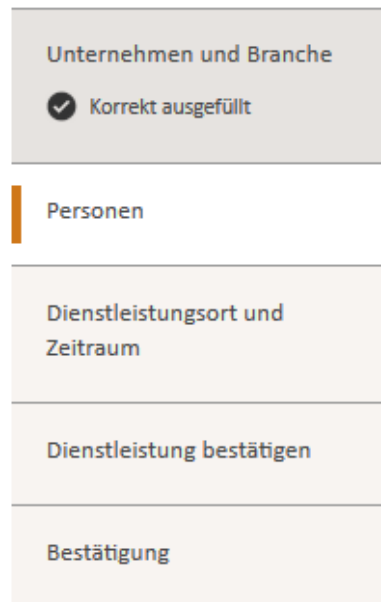 Unternehmen und Branche
Korrekt ausgefüllt
Personen
Dienstleistungsort und
Zeitraum
Dienstleistung bestätigen
Bestätigung